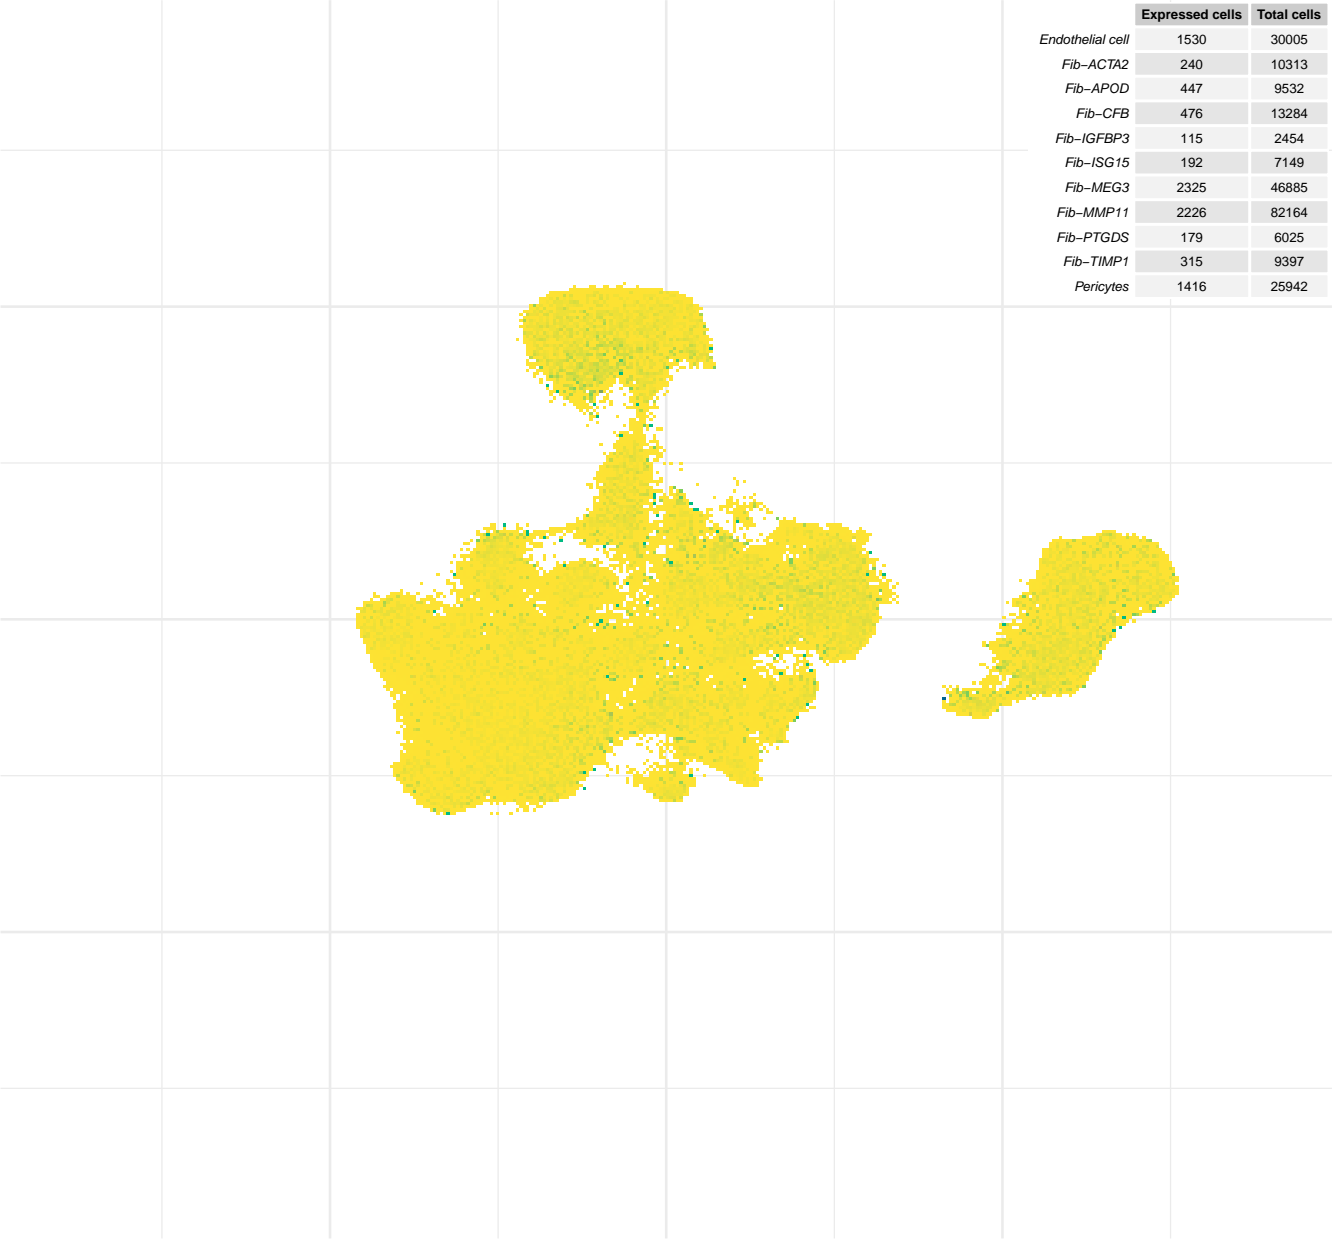 Expressed cells Total cells
Endothelial cell 1530 30005
Fib−ACTA2 240 10313
Fib−APOD 447 9532
Fib−CFB 476 13284
Fib−IGFBP3 115 2454
Fib−ISG15 192 7149
Fib−MEG3 2325 46885
Fib−MMP11 2226 82164
Fib−PTGDS 179 6025
Fib−TIMP1 315 9397
Pericytes 1416 25942